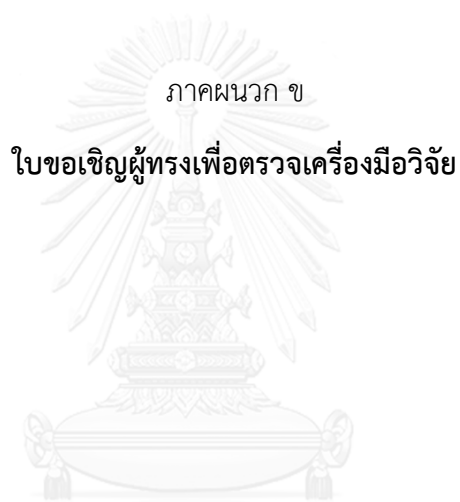 ภาคผนวก ข
ใบขอเชิญผู้ทรงเพื่อตรวจเครื่องมือวิจัย